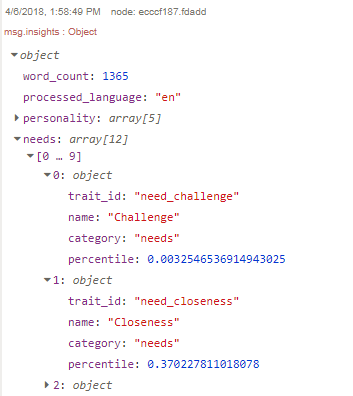 4/6/2018, 1:58:49 PM node: ecccf187.fdadd
msg.insights : Object
object
word_count: 1365
processed_language: "en"
personality: array[5]
needs: array[12]
[0 … 9]
0: object
trait_id: "need_challenge"
name: "Challenge"
category: "needs"
percentile: 0.0032546536914943025
1: object
trait_id: "need_closeness"
name: "Closeness"
category: "needs"
percentile: 0.370227811018078
2: object